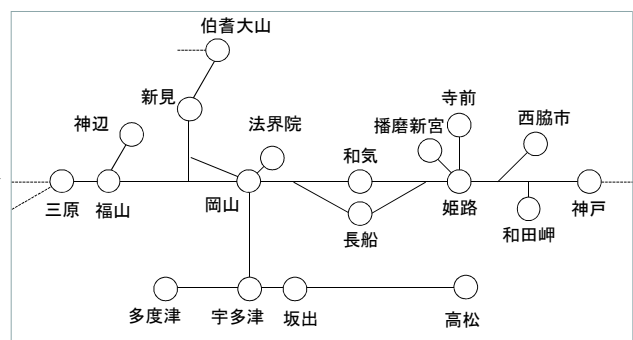 伯耆大山
新見
寺前
神辺
法界院
播磨新宮
西脇市
和気
三原
福山
岡山
姫路
神戸
長船
和田岬
多度津
宇多津
坂出
高松